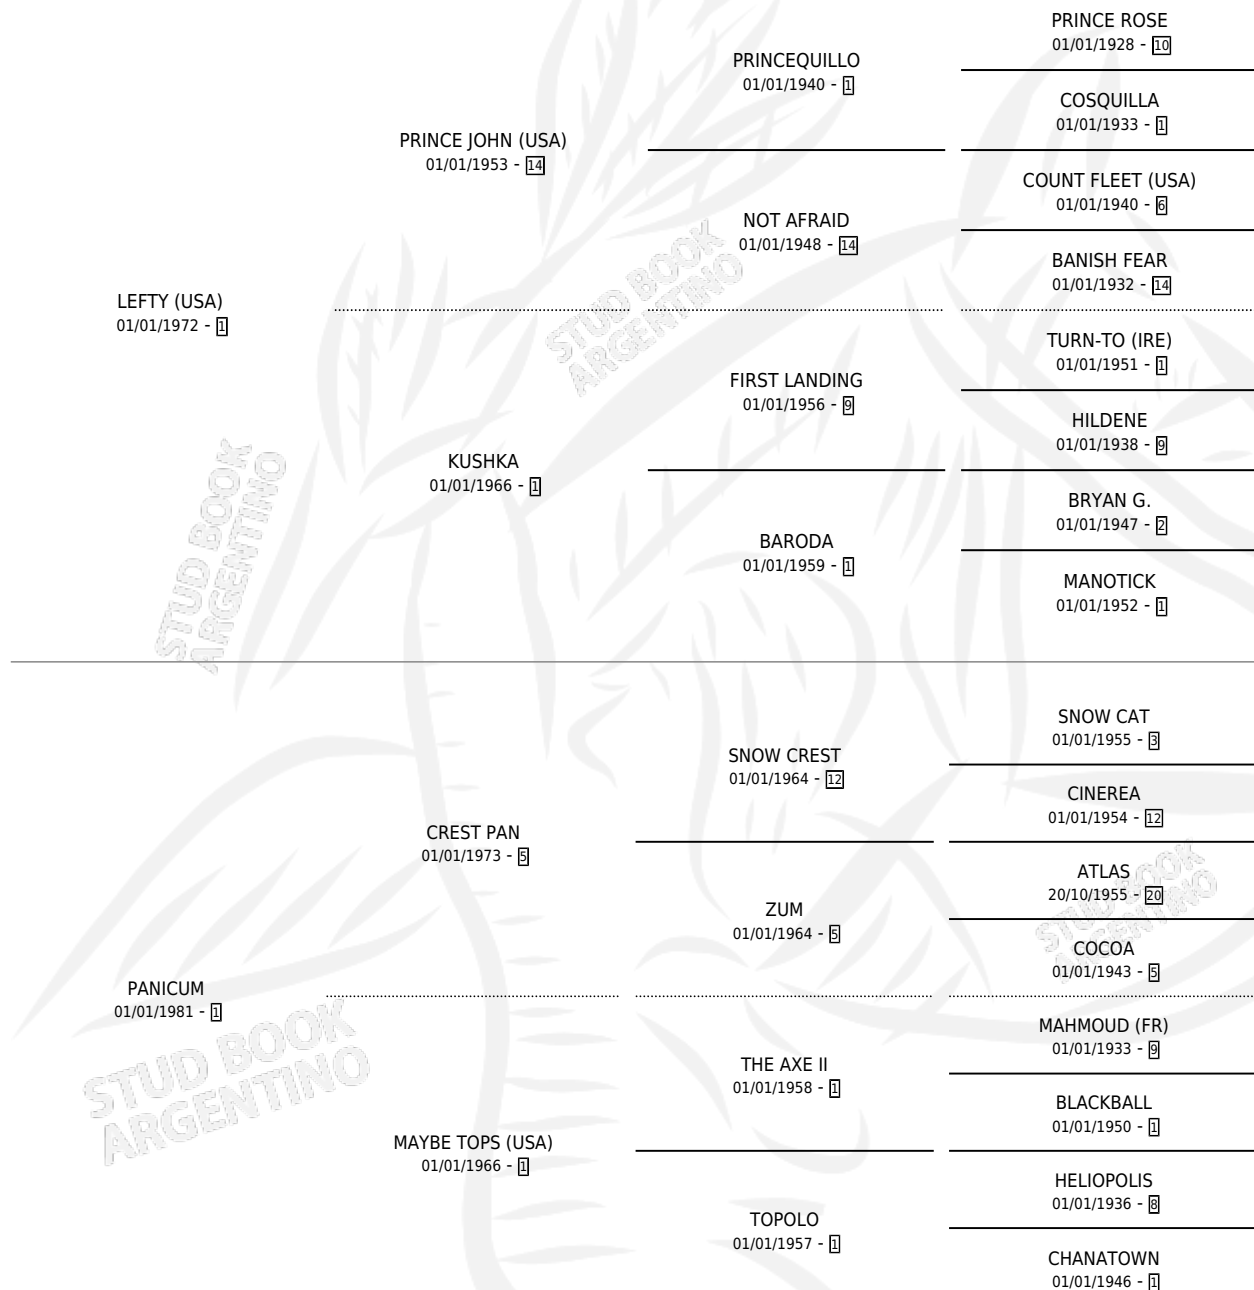 PRINCE ROSE
01/01/1928 - 10
PRINCEQUILLO
01/01/1940 - 1
COSQUILLA
01/01/1933 - 1
PRINCE JOHN (USA)
01/01/1953 - 14
COUNT FLEET (USA)
01/01/1940 - 6
NOT AFRAID
01/01/1948 - 14
BANISH FEAR
01/01/1932 - 14
LEFTY (USA)
01/01/1972 - 1
TURN-TO (IRE)
01/01/1951 - 1
FIRST LANDING
01/01/1956 - 9
HILDENE
01/01/1938 - 9
KUSHKA
01/01/1966 - 1
BRYAN G.
01/01/1947 - 2
BARODA
01/01/1959 - 1
MANOTICK
01/01/1952 - 1
SNOW CAT
01/01/1955 - 3
SNOW CREST
01/01/1964 - 12
CINEREA
01/01/1954 - 12
CREST PAN
01/01/1973 - 5
ATLAS
20/10/1955 - 20
ZUM
01/01/1964 - 5
COCOA
01/01/1943 - 5
PANICUM
01/01/1981 - 1
MAHMOUD (FR)
01/01/1933 - 9
THE AXE II
01/01/1958 - 1
BLACKBALL
01/01/1950 - 1
MAYBE TOPS (USA)
01/01/1966 - 1
HELIOPOLIS
01/01/1936 - 8
TOPOLO
01/01/1957 - 1
CHANATOWN
01/01/1946 - 1
STUD BOOK
ARGENTINO
STUD BOOK
ARGENTINO
STUD BOOK
ARGENTINO
STUD BOOK
ARGENTINO